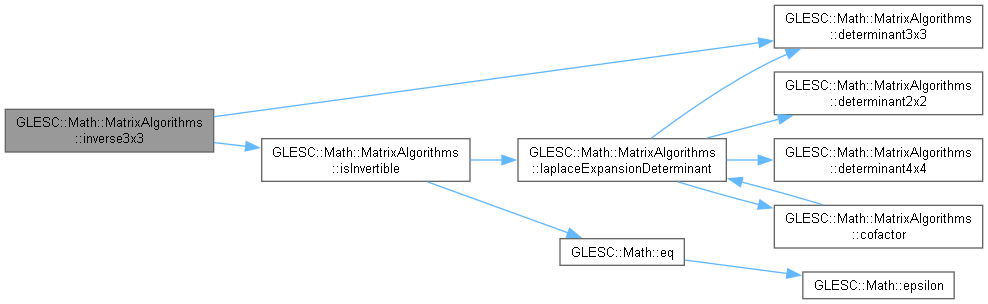 GLESC::Math::MatrixAlgorithms
::inverse3x3
GLESC::Math::MatrixAlgorithms
::isInvertible
GLESC::Math::MatrixAlgorithms
::laplaceExpansionDeterminant
GLESC::Math::eq
GLESC::Math::MatrixAlgorithms
::determinant3x3
GLESC::Math::MatrixAlgorithms
::determinant2x2
GLESC::Math::MatrixAlgorithms
::determinant4x4
GLESC::Math::MatrixAlgorithms
::cofactor
GLESC::Math::epsilon